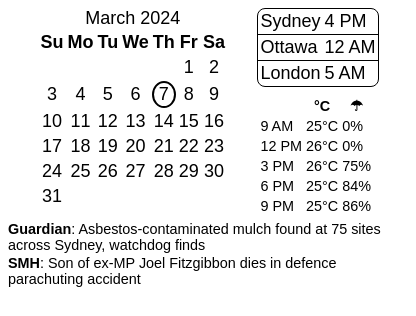 March 2024
Su Mo Tu We Th Fr Sa
1 2
3 4 5 6 7 8 9
10 11 12 13 14 15 16
17 18 19 20 21 22 23
24 25 26 27 28 29 30
31
Sydney 4 PM
Ottawa 12 AM
London 5 AM
°C ☂
9 AM 25°C 0%
12 PM 26°C 0%
3 PM 26°C 75%
6 PM 25°C 84%
9 PM 25°C 86%
Guardian: Asbestos-contaminated mulch found at 75 sites
across Sydney, watchdog finds
SMH: Son of ex-MP Joel Fitzgibbon dies in defence
parachuting accident